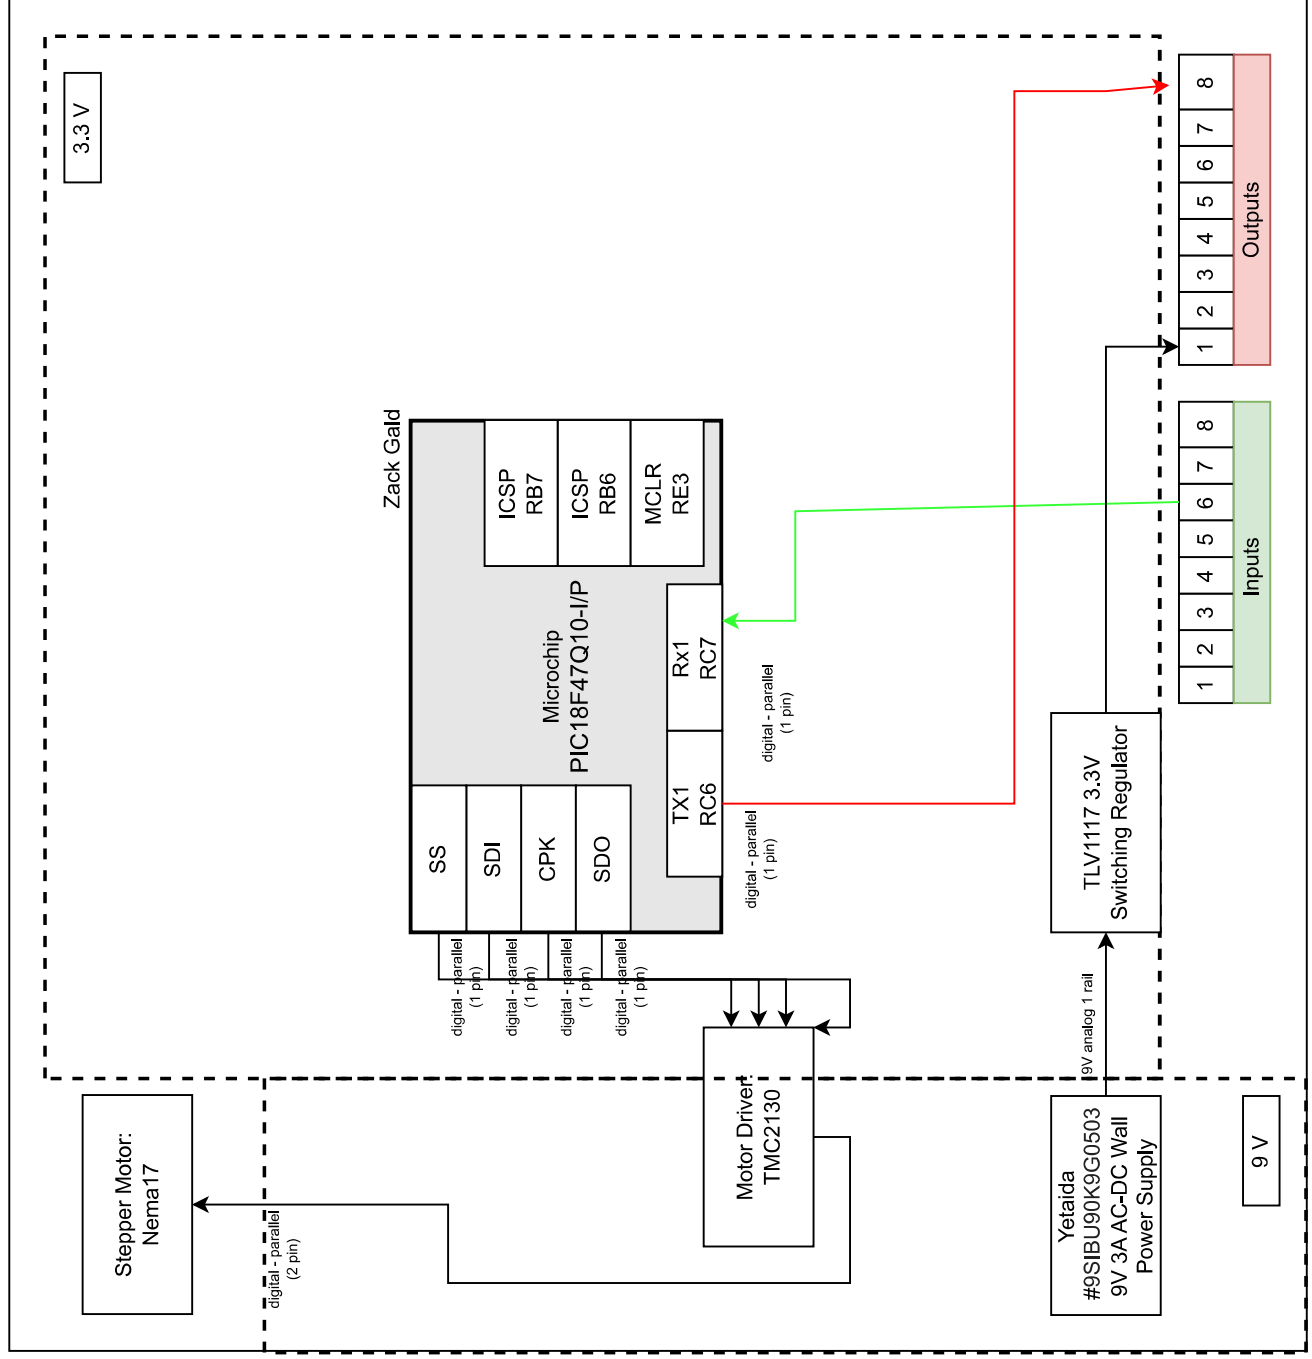 3.3 V
Zack Gald
Microchip
PIC18F47Q10-I/P
ICSP
RB7
ICSP
RB6
MCLR
RE3
SS
SDI
CPK
SDO
TX1
RC6
Rx1
RC7
digital - parallel
(1 pin)
digital - parallel
(1 pin)
digital - parallel
(1 pin)
digital - parallel
(1 pin)
digital - parallel
(1 pin)
digital - parallel
(1 pin)
Stepper Motor:
Nema17
digital - parallel
(2 pin)
Motor Driver:
TMC2130
Yetaida
#9SIBU90K9G0503
9V 3A AC-DC Wall
Power Supply
9V analog 1 rail
TLV1117 3.3V
Switching Regulator
9 V
1
2
3
4
5
6
7
8
Inputs
1
2
3
4
5
6
7
8
Outputs